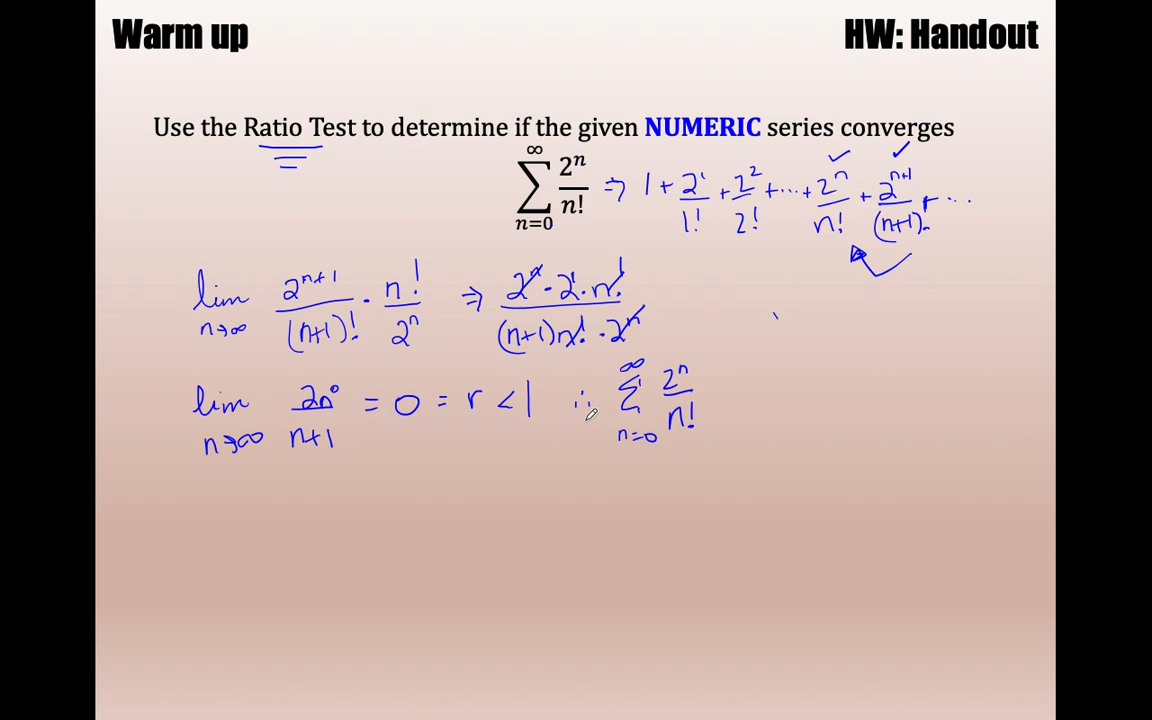 Warm up HW: Handout
Use the Ratio Test to determine if the given NUMERIC series converges
∑_{n=0}^{∞} 2^n/n! ⇒ 1 + 2^1/1! + 2^2/2! + ... + 2^n/n! + 2^{n+1}/(n+1)! + ...
lim_{n→∞} 2^{n+1}/(n+1)! · n!/2^n ⇒ (2^n · 2^1 · n!)/((n+1)n! · 2^n)
lim_{n→∞} 2n^0/(n+1) = 0 = r < 1 ∴ ∑_{n=0}^{∞} 2^n/n!